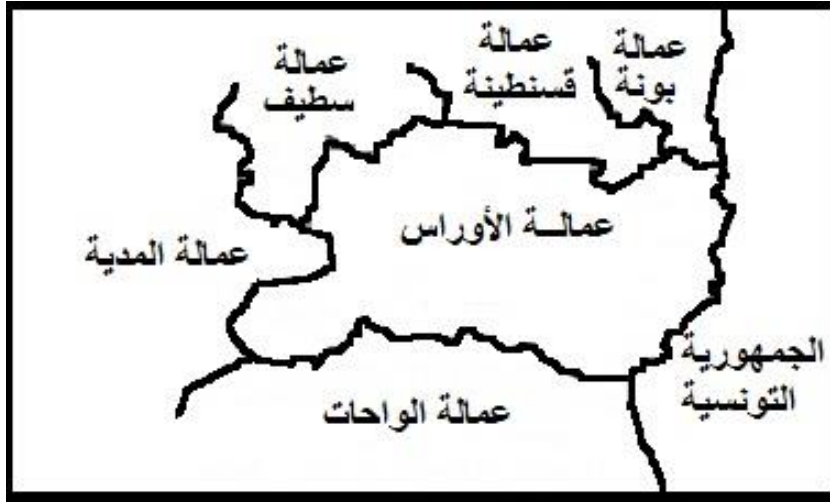 عمالة
بونة
عمالة
قسنطينة
عمالة
سطيف
عمالــة الأوراس
عمالة المدية
الجمهورية
التونسية
عمالة الواحات